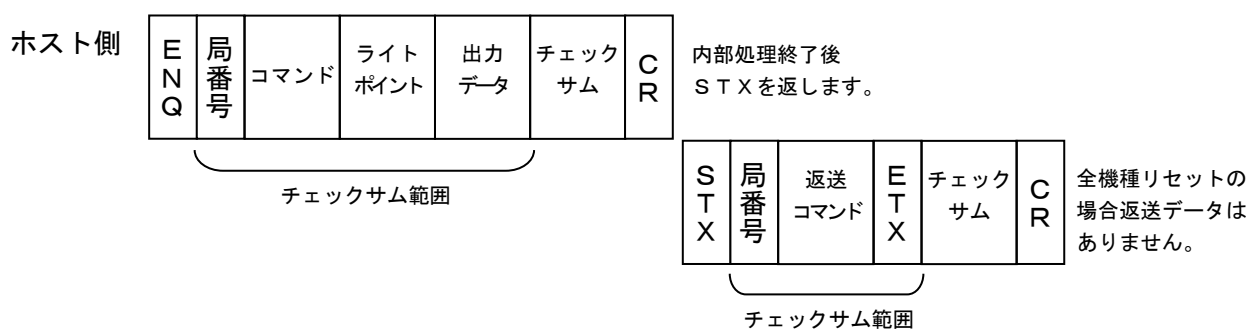 ホスト側
ENQ
局番号
コマンド
ライト
ポイント
出力
データ
チェック
サム
CR
内部処理終了後
STXを返します。
チェックサム範囲
STX
局番号
返送
コマンド
ETX
チェック
サム
CR
全機種リセットの
場合返送データは
ありません。
チェックサム範囲